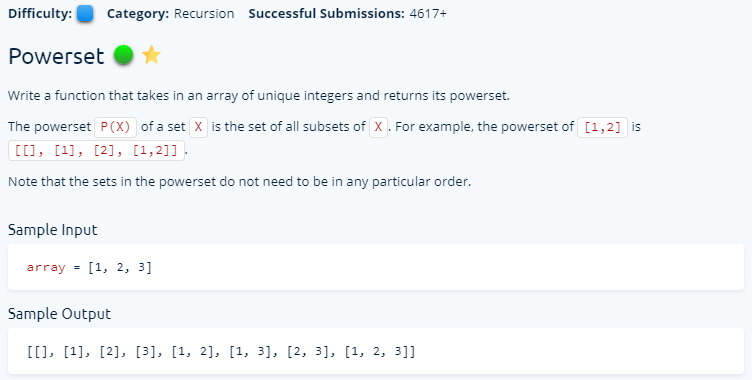 Difficulty: Category: Recursion Successful Submissions: 4617+
Powerset
Write a function that takes in an array of unique integers and returns its powerset.
The powerset P(X) of a set X is the set of all subsets of X. For example, the powerset of [1,2] is
[[], [1], [2], [1,2]].
Note that the sets in the powerset do not need to be in any particular order.
Sample Input
array = [1, 2, 3]
Sample Output
[[], [1], [2], [3], [1, 2], [1, 3], [2, 3], [1, 2, 3]]